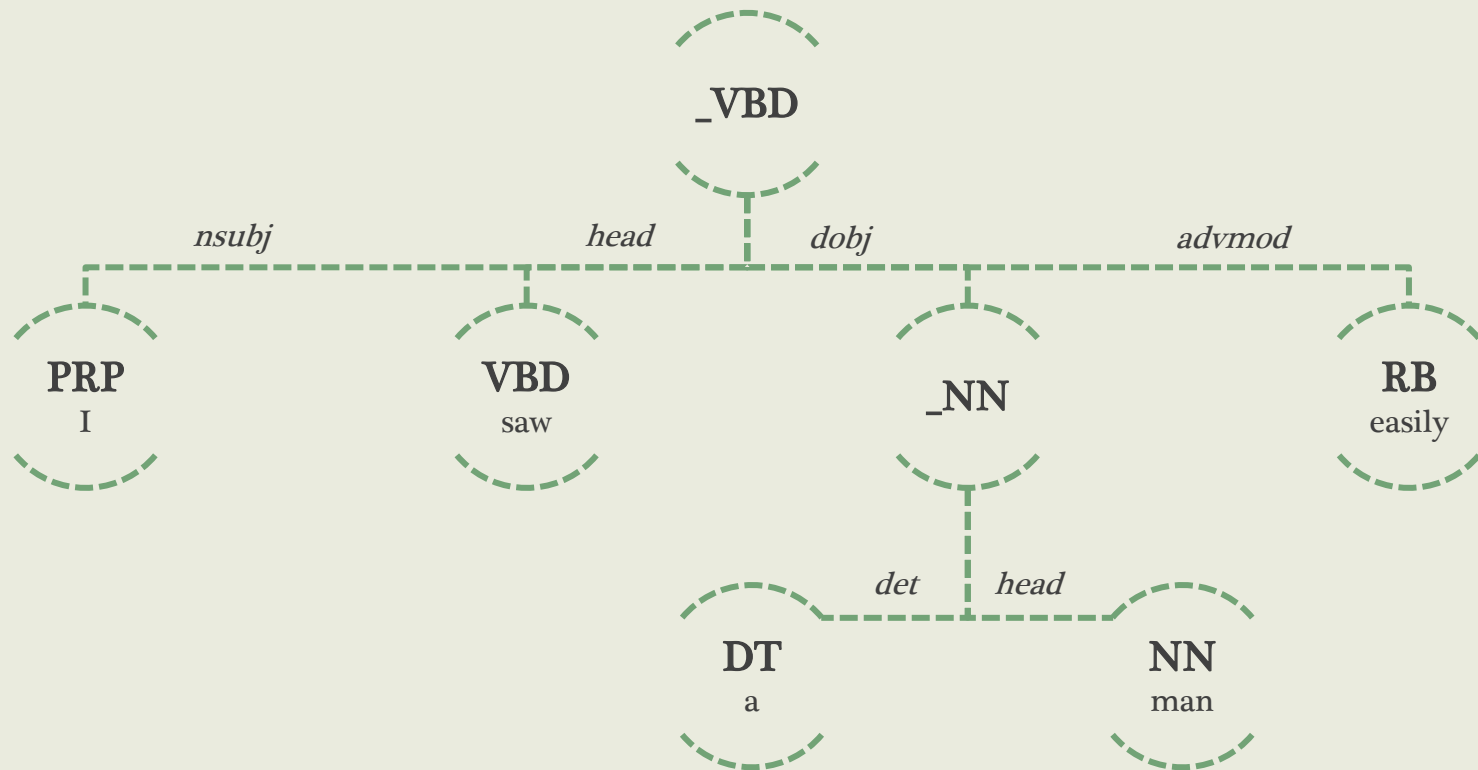 _VBD
nsubj
head
dobj
advmod
PRP
I
VBD
saw
_NN
RB
easily
det
head
DT
a
NN
man